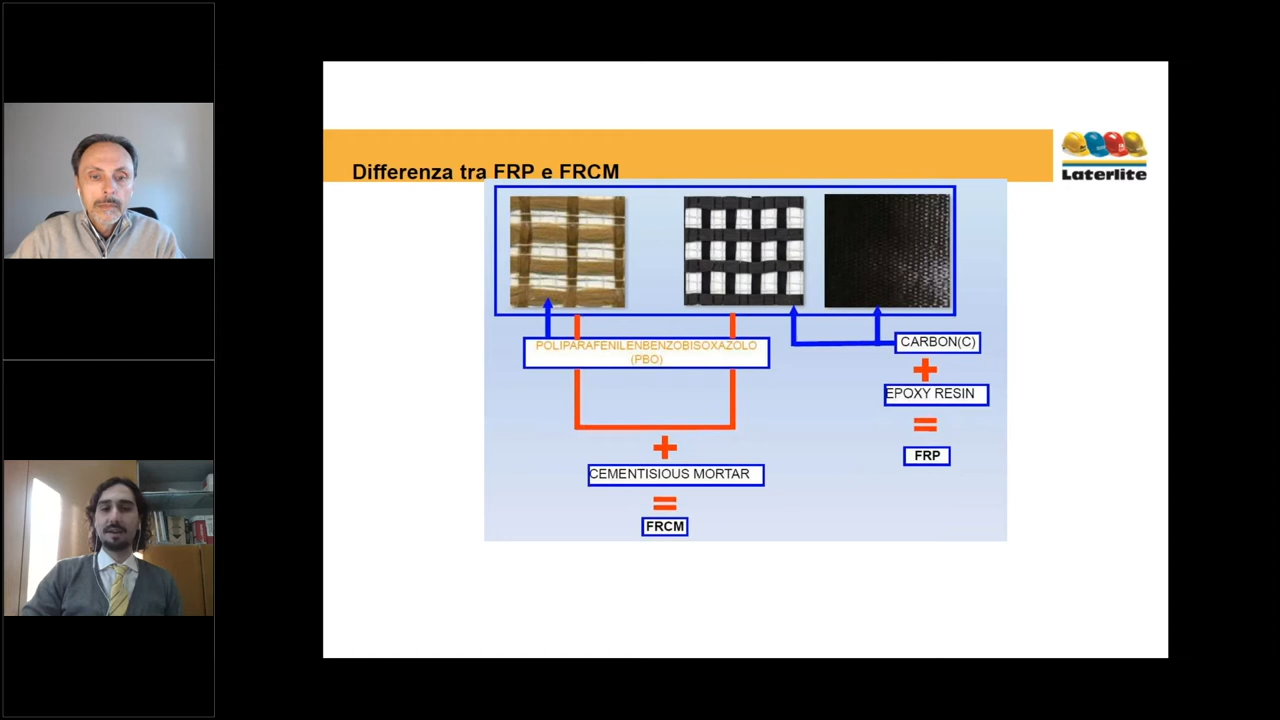 Differenza tra FRP e FRCM
Laterlite
POLIPARAFENILENBENZOBISOXAZOLO
(PBO)
CARBON(C)
EPOXY RESIN
FRP
CEMENTISIOUS MORTAR
FRCM